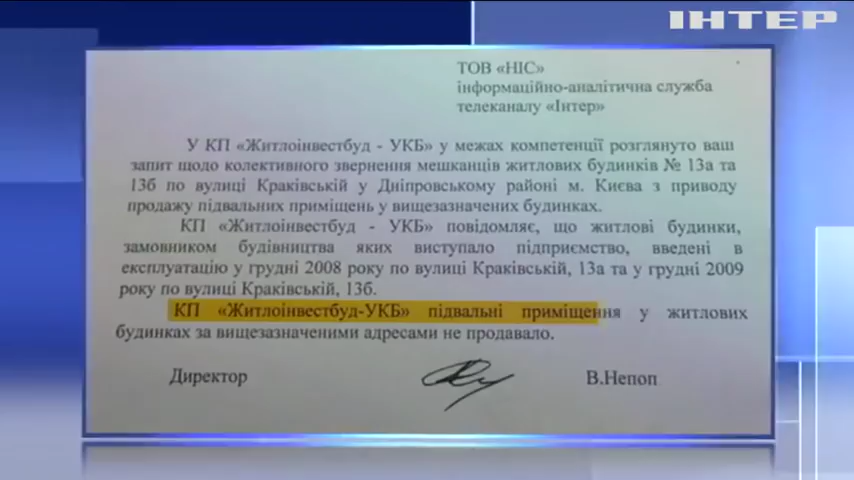 ІНТЕР
ТОВ «НІС»
інформаційно-аналітична служба
телеканалу «Інтер»
У КП «Житлоінвестбуд - УКБ» у межах компетенції розглянуто ваш
запит щодо колективного звернення мешканців житлових будинків № 13а та
13б по вулиці Краківській у Дніпровському районі м. Києва з приводу
продажу підвальних приміщень у вищезазначених будинках.
КП «Житлоінвестбуд - УКБ» повідомляє, що житлові будинки,
замовником будівництва яких виступало підприємство, введені в
експлуатацію у грудні 2008 року по вулиці Краківській, 13а та у грудні 2009
року по вулиці Краківській, 13б.
КП «Житлоінвестбуд-УКБ» підвальні приміщення у житлових
будинках за вищезазначеними адресами не продавало.
Директор В.Непоп